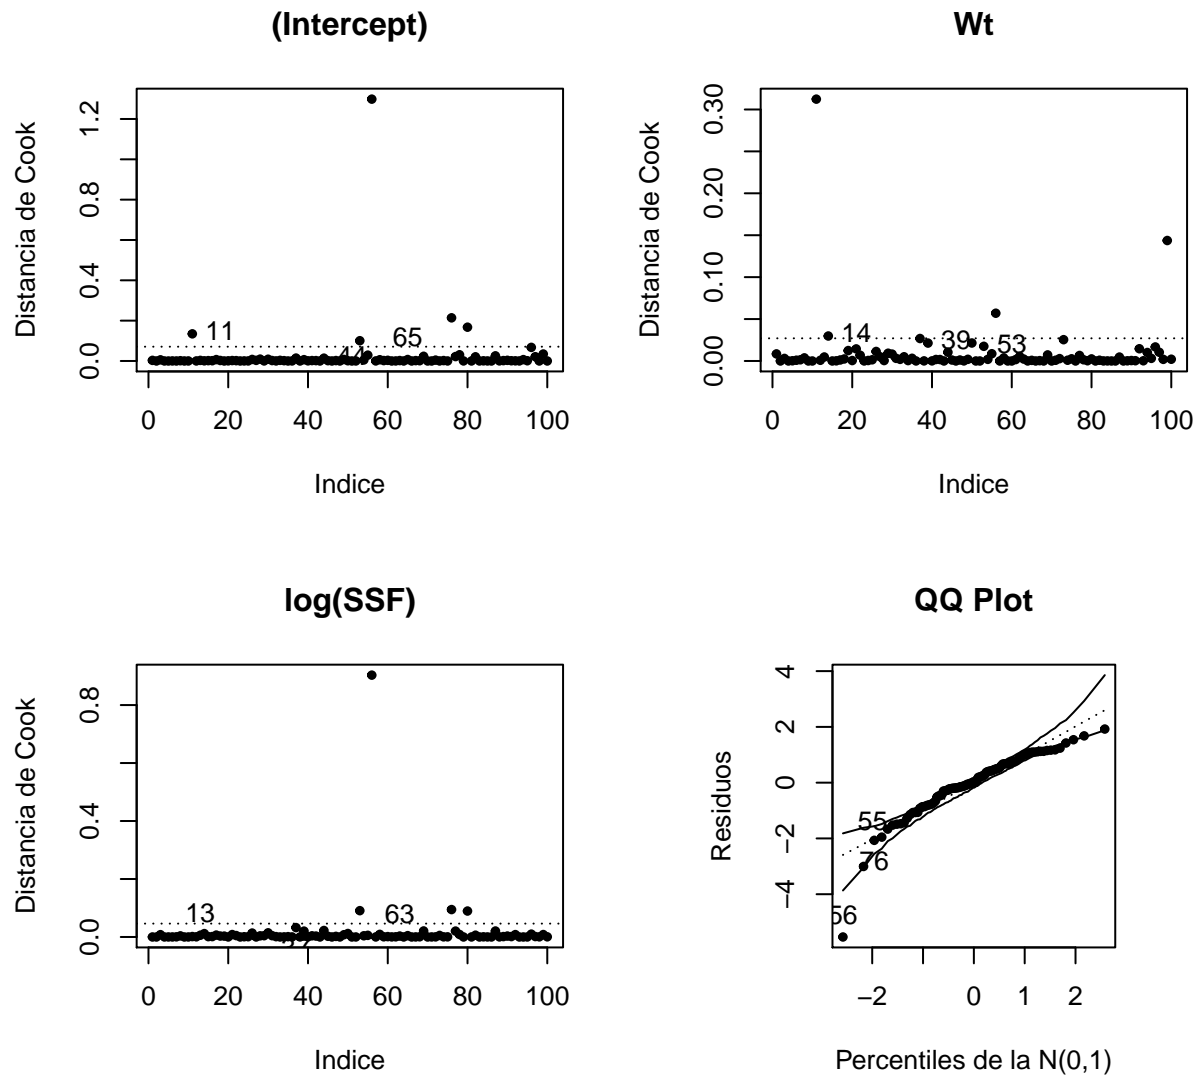 (Intercept)
Distancia de Cook
0.0 0.4 0.8 1.2
11
44
65
0 20 40 60 80 100
Indice
Wt
Distancia de Cook
0.00 0.10 0.20 0.30
14
39
53
0 20 40 60 80 100
Indice
log(SSF)
Distancia de Cook
0.0 0.4 0.8
13
63
0 20 40 60 80 100
Indice
QQ Plot
Residuos
−4 −2 0 2 4
55
76
56
−2 0 1 2
Percentiles de la N(0,1)